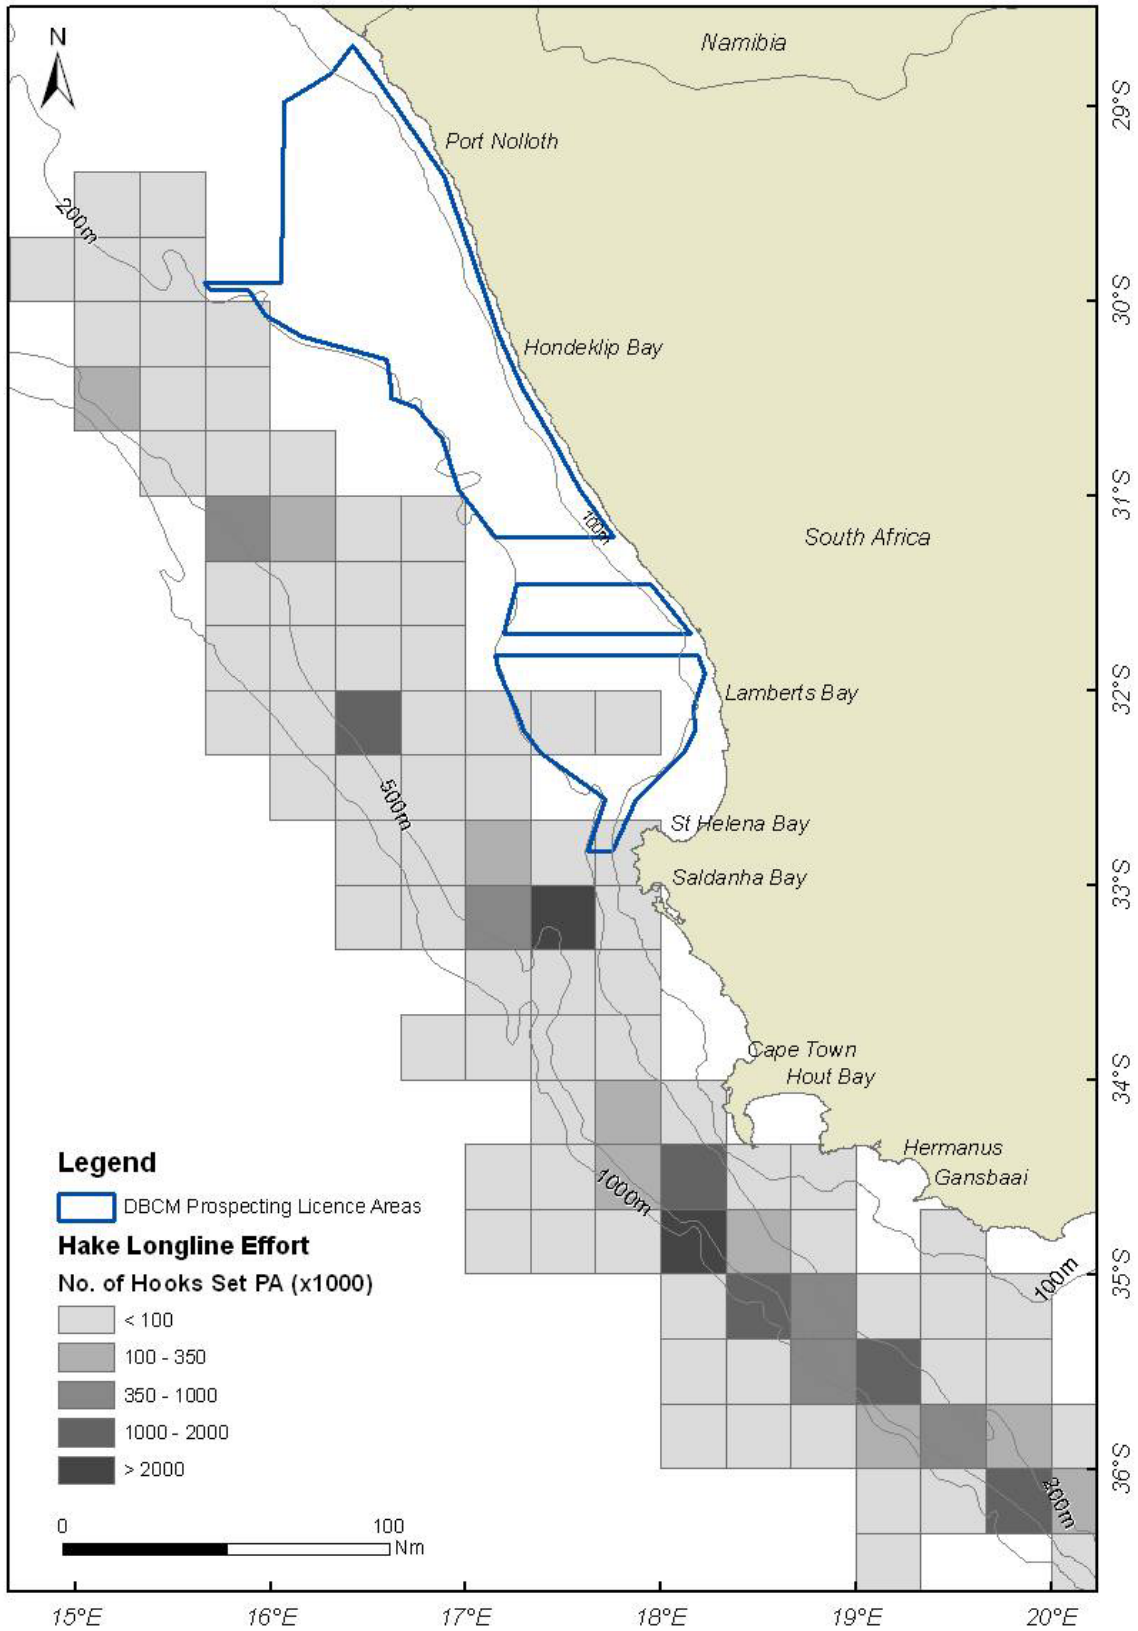 N
Namibia
29°S
Port Nolloth
200m
30°S
Hondeklip Bay
31°S
100m
South Africa
32°S
Lamberts Bay
500m
St Helena Bay
Saldanha Bay
33°S
Cape Town
Hout Bay
34°S
Hermanus
Gansbaai
1000m
35°S
100m
36°S
200m
Legend
DBCM Prospecting Licence Areas
Hake Longline Effort
No. of Hooks Set PA (x1000)
< 100
100 - 350
350 - 1000
1000 - 2000
> 2000
0 100
Nm
15°E 16°E 17°E 18°E 19°E 20°E